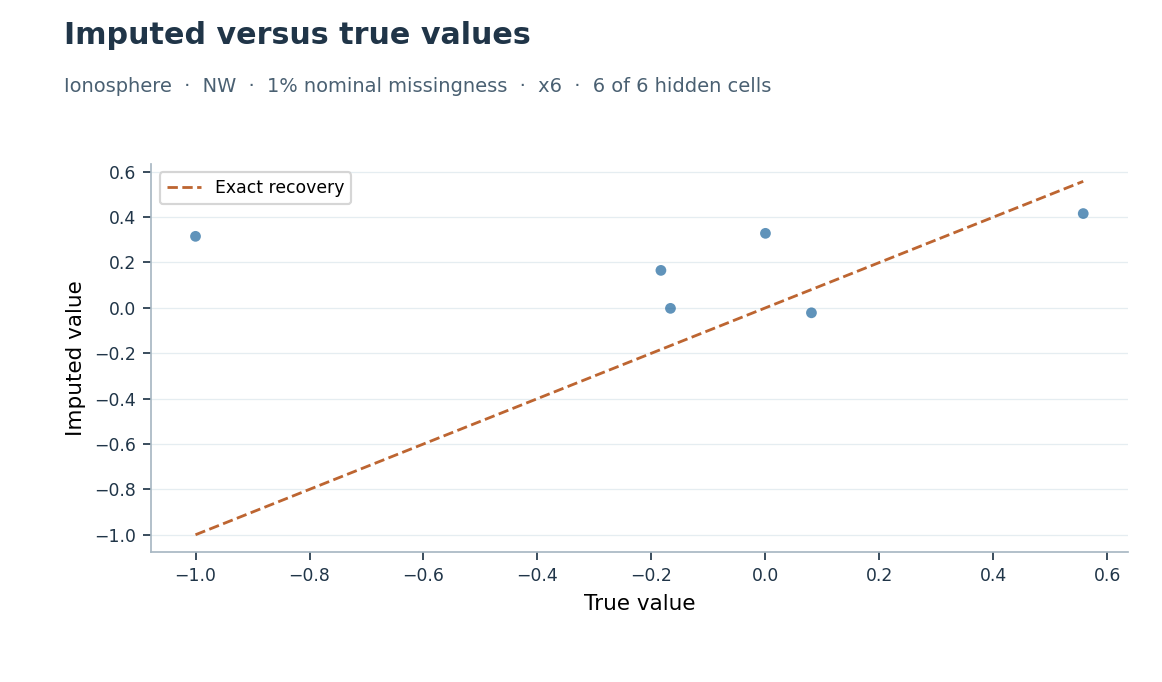 Imputed versus true values
Ionosphere · NW · 1% nominal missingness · x6 · 6 of 6 hidden cells
Exact recovery
Imputed value
0.6
0.4
0.2
0.0
−0.2
−0.4
−0.6
−0.8
−1.0
−1.0 −0.8 −0.6 −0.4 −0.2 0.0 0.2 0.4 0.6
True value